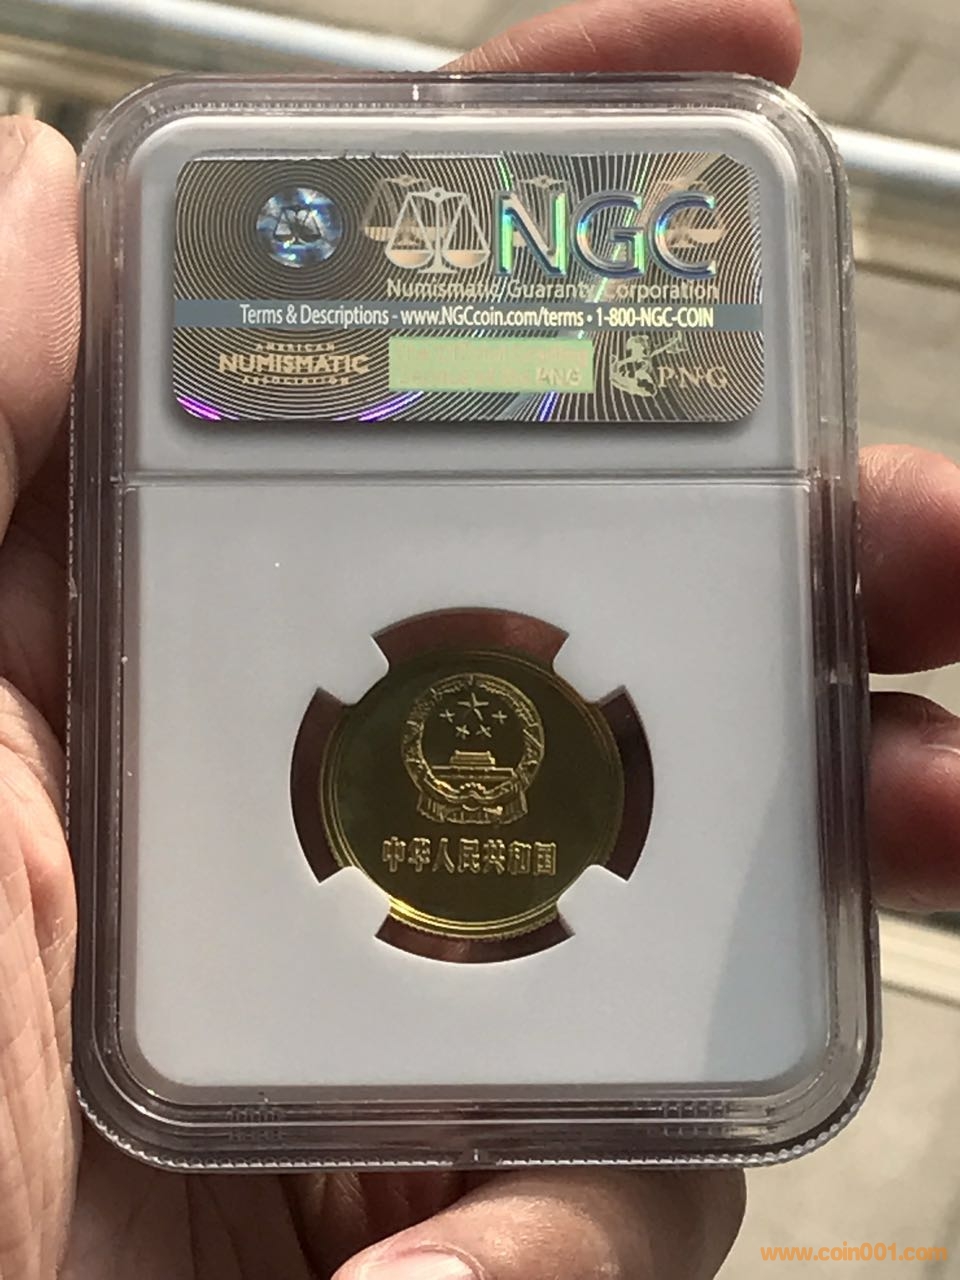 NGC
Numismatic Guaranty Corporation
Terms & Descriptions - www.NGCcoin.com/terms • 1-800-NGC-COIN
AMERICAN
NUMISMATIC
ASSOCIATION
PNG
PNG
中华人民共和国
www.coin001.com